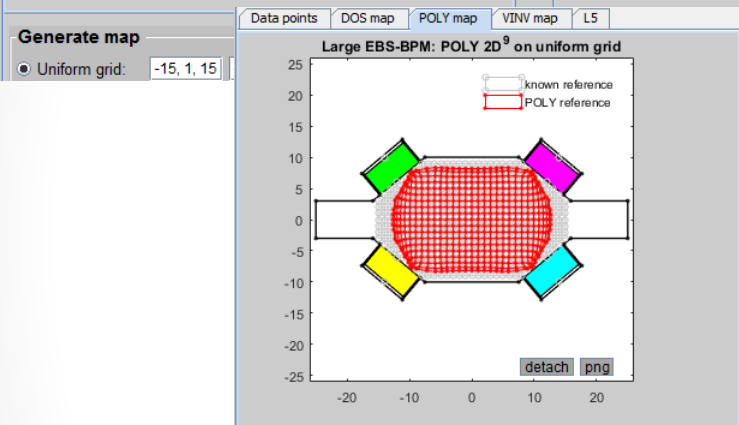 Data points DOS map POLY map VINV map L5
Generate map
Uniform grid: -15, 1, 15
Large EBS-BPM: POLY 2D⁹ on uniform grid
known reference
POLY reference
25
20
15
10
5
0
-5
-10
-15
-20
-25
detach png
-20 -10 0 10 20